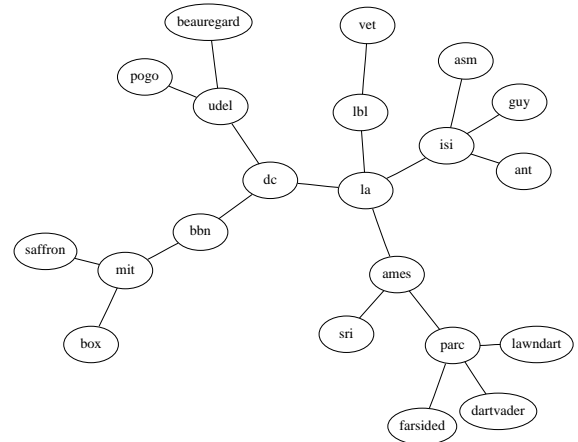 beauregard
vet
asm
pogo
guy
udel
lbl
isi
ant
dc
la
bbn
saffron
mit
ames
sri
box
parc
lawndart
dartvader
farsided